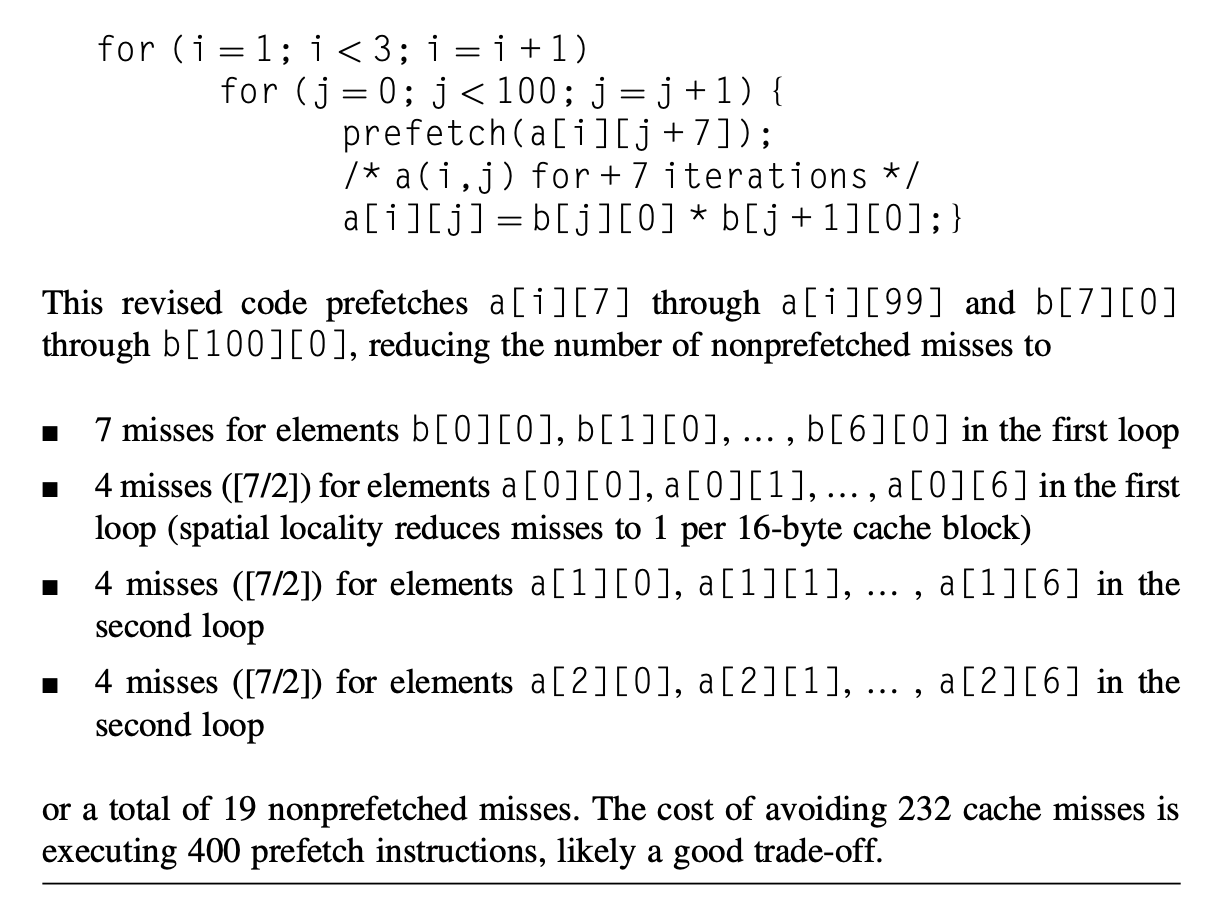 for (i = 1; i < 3; i = i + 1)
for (j = 0; j < 100; j = j + 1) {
prefetch(a[i][j + 7]);
/* a(i,j) for + 7 iterations */
a[i][j] = b[j][0] * b[j + 1][0];}
This revised code prefetches a[i][7] through a[i][99] and b[7][0]
through b[100][0], reducing the number of nonprefetched misses to
■ 7 misses for elements b[0][0], b[1][0], … , b[6][0] in the first loop
■ 4 misses ([7/2]) for elements a[0][0], a[0][1], … , a[0][6] in the first
loop (spatial locality reduces misses to 1 per 16-byte cache block)
■ 4 misses ([7/2]) for elements a[1][0], a[1][1], … , a[1][6] in the
second loop
■ 4 misses ([7/2]) for elements a[2][0], a[2][1], … , a[2][6] in the
second loop
or a total of 19 nonprefetched misses. The cost of avoiding 232 cache misses is
executing 400 prefetch instructions, likely a good trade-off.